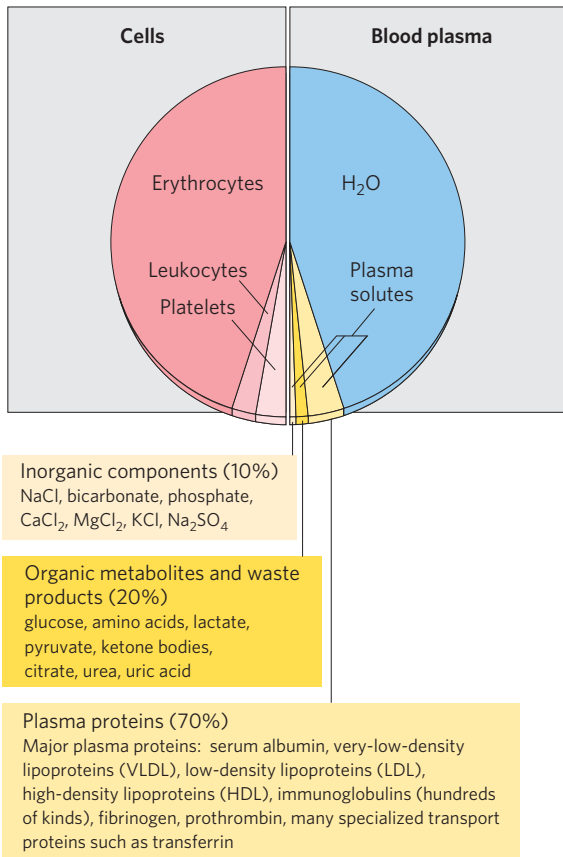 Cells
Blood plasma
Erythrocytes
H₂O
Leukocytes
Platelets
Plasma
solutes
Inorganic components (10%)
NaCl, bicarbonate, phosphate,
CaCl₂, MgCl₂, KCl, Na₂SO₄
Organic metabolites and waste
products (20%)
glucose, amino acids, lactate,
pyruvate, ketone bodies,
citrate, urea, uric acid
Plasma proteins (70%)
Major plasma proteins: serum albumin, very-low-density
lipoproteins (VLDL), low-density lipoproteins (LDL),
high-density lipoproteins (HDL), immunoglobulins (hundreds
of kinds), fibrinogen, prothrombin, many specialized transport
proteins such as transferrin